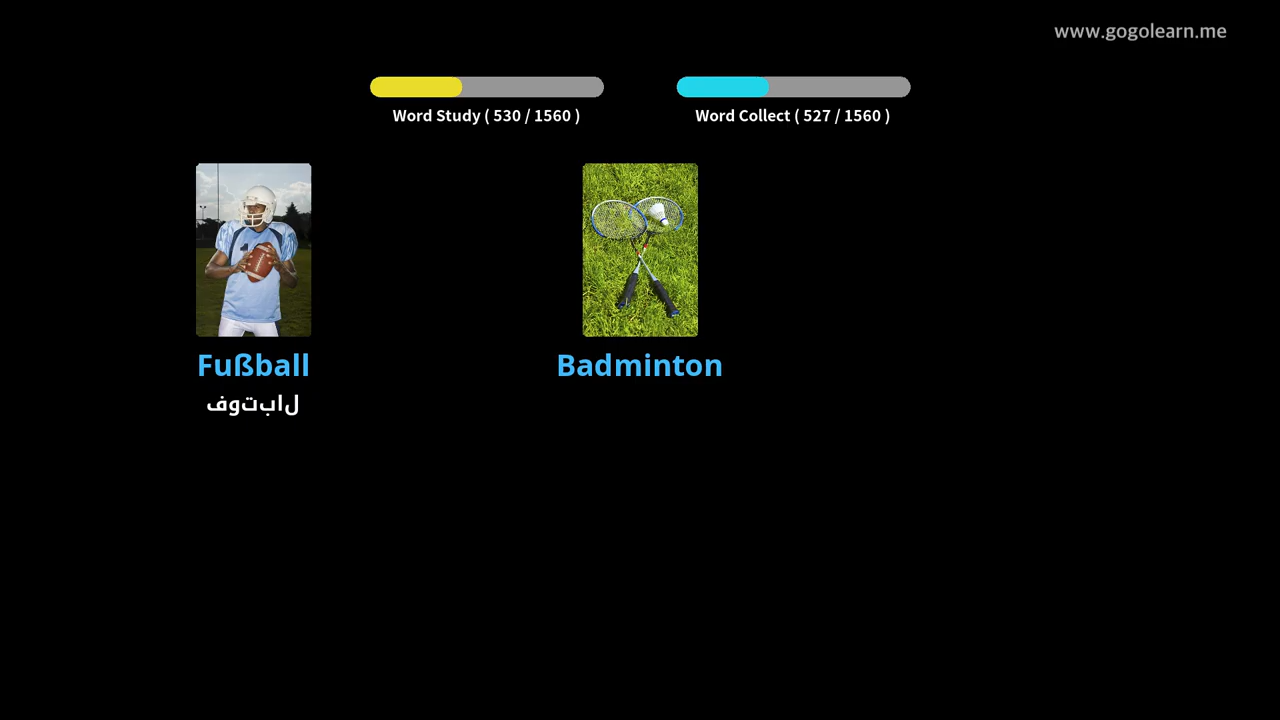 www.gogolearn.me
Word Study ( 530 / 1560 )
Word Collect ( 527 / 1560 )
Fußball
Badminton
لابتوف